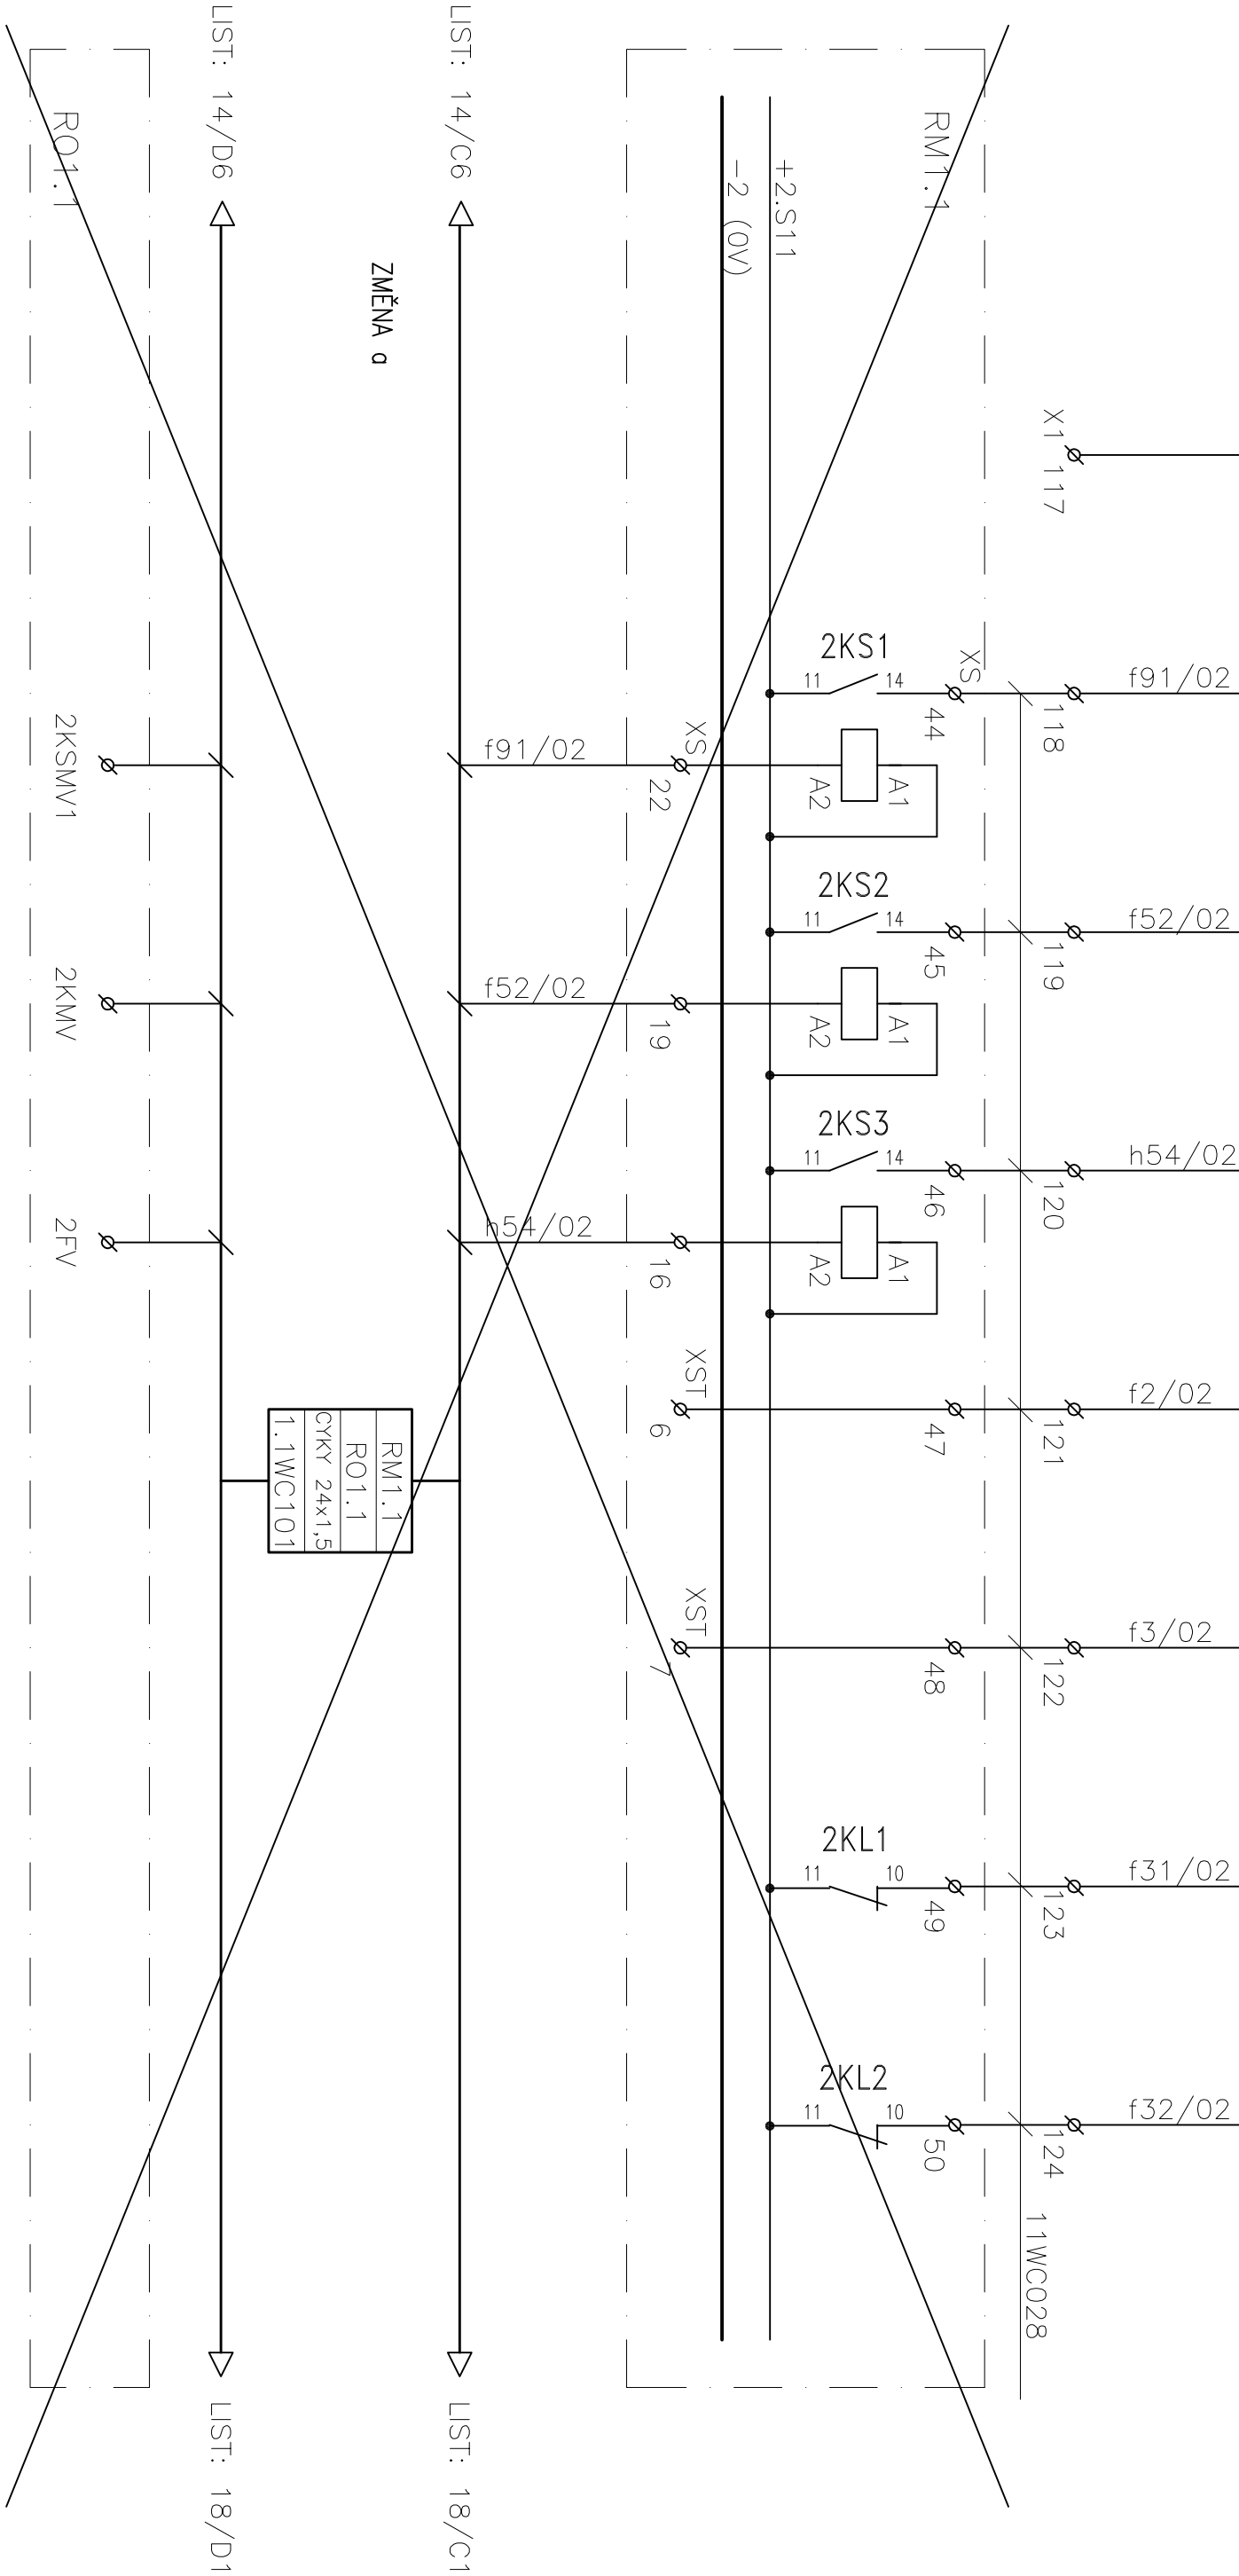 LIST: 14/D6
LIST: 14/C6
RO1.1
RM1.1
+2.S11
-2 (0V)
ZMĚNA a
X1
117
2KS1
11
14
XS
44
118
f91/02
2KSMV1
f91/02
XS
22
A2
A1
2KS2
11
14
45
119
f52/02
2KMV
f52/02
19
A2
A1
2KS3
11
14
46
120
h54/02
2FV
h54/02
16
A2
A1
XST
6
47
121
f2/02
RM1.1
RO1.1
CYKY 24x1,5
1.1WC101
XST
7
48
122
f3/02
2KL1
11
10
49
123
f31/02
2KL2
11
10
50
124
f32/02
11WC028
LIST: 18/D1
LIST: 18/C1